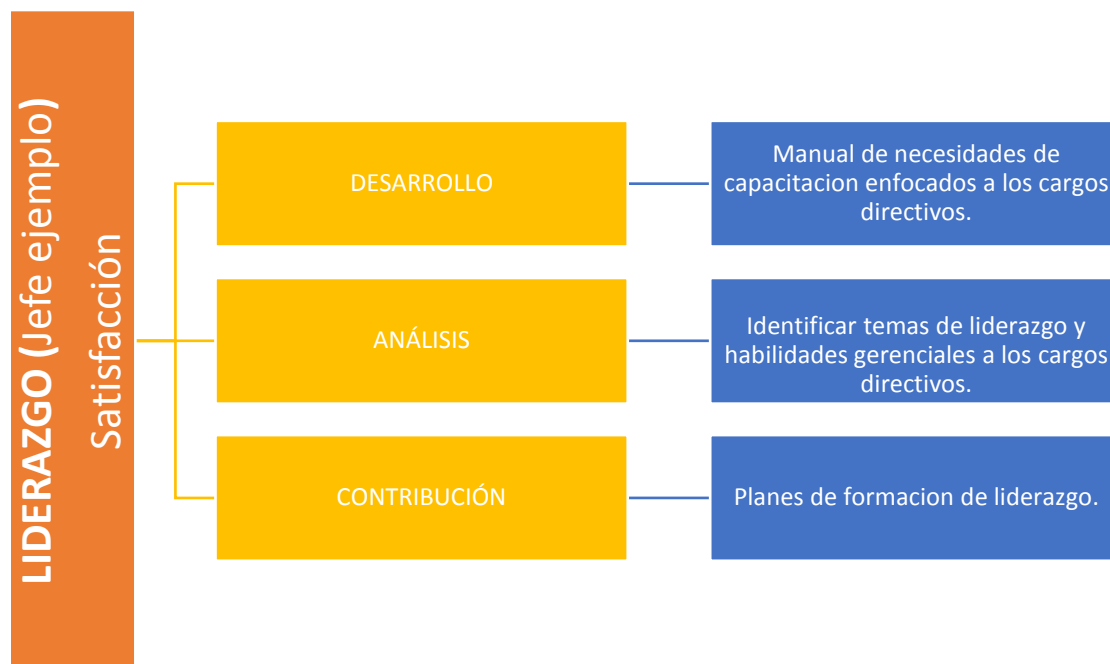 LIDERAZGO (Jefe ejemplo)
Satisfacción
DESARROLLO
Manual de necesidades de
capacitacion enfocados a los cargos
directivos.
ANÁLISIS
Identificar temas de liderazgo y
habilidades gerenciales a los cargos
directivos.
CONTRIBUCIÓN
Planes de formacion de liderazgo.